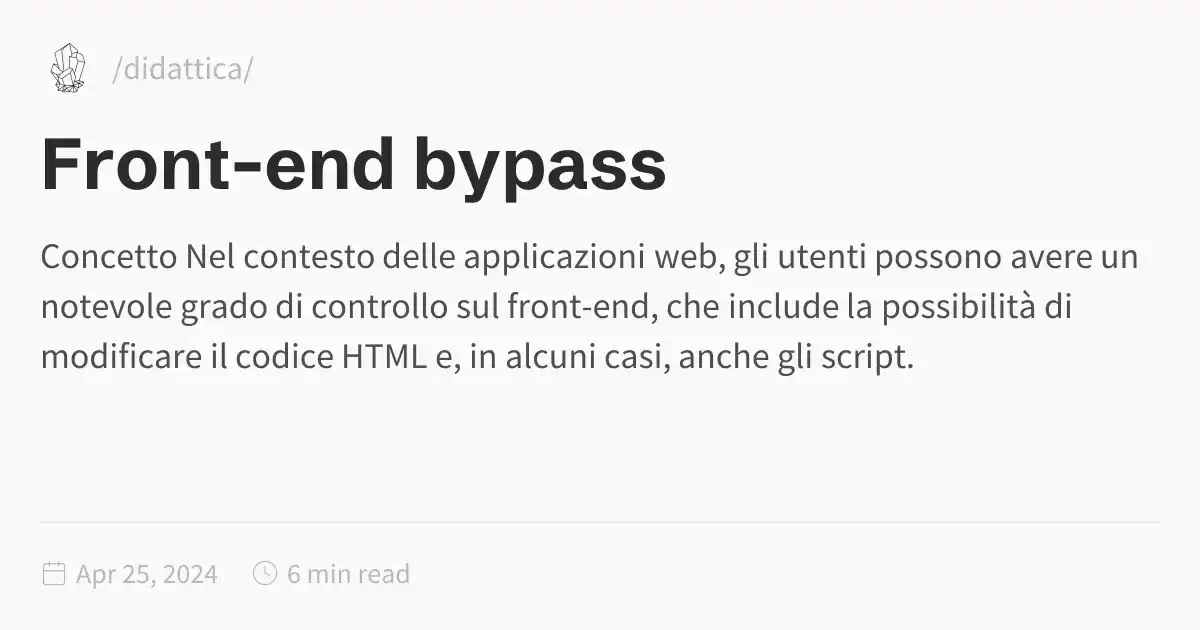 /didattica/
Front-end bypass
Concetto Nel contesto delle applicazioni web, gli utenti possono avere un
notevole grado di controllo sul front-end, che include la possibilità di
modificare il codice HTML e, in alcuni casi, anche gli script.
Apr 25, 2024 6 min read